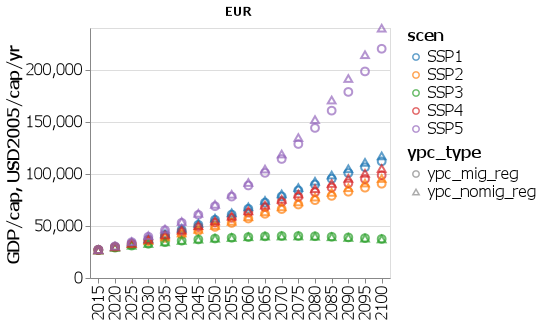 EUR
GDP/cap, USD2005/cap/yr
200,000
150,000
100,000
50,000
0
2015
2020
2025
2030
2035
2040
2045
2050
2055
2060
2065
2070
2075
2080
2085
2090
2095
2100
scen
SSP1
SSP2
SSP3
SSP4
SSP5
ypc_type
ypc_mig_reg
ypc_nomig_reg